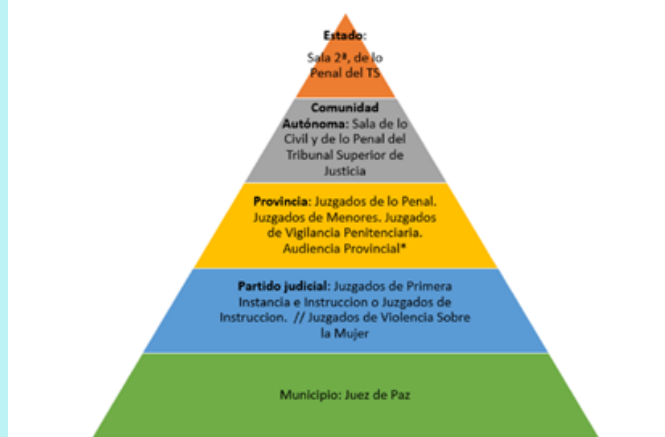 Estado:
Sala 2ª, de lo
Penal del TS
Comunidad
Autónoma: Sala de lo
Civil y de lo Penal del
Tribunal Superior de
Justicia
Provincia: Juzgados de lo Penal.
Juzgados de Menores. Juzgados
de Vigilancia Penitenciaria.
Audiencia Provincial*
Partido judicial: Juzgados de Primera
Instancia e Instruccion o Juzgados de
Instruccion. // Juzgados de Violencia Sobre
la Mujer
Municipio: Juez de Paz